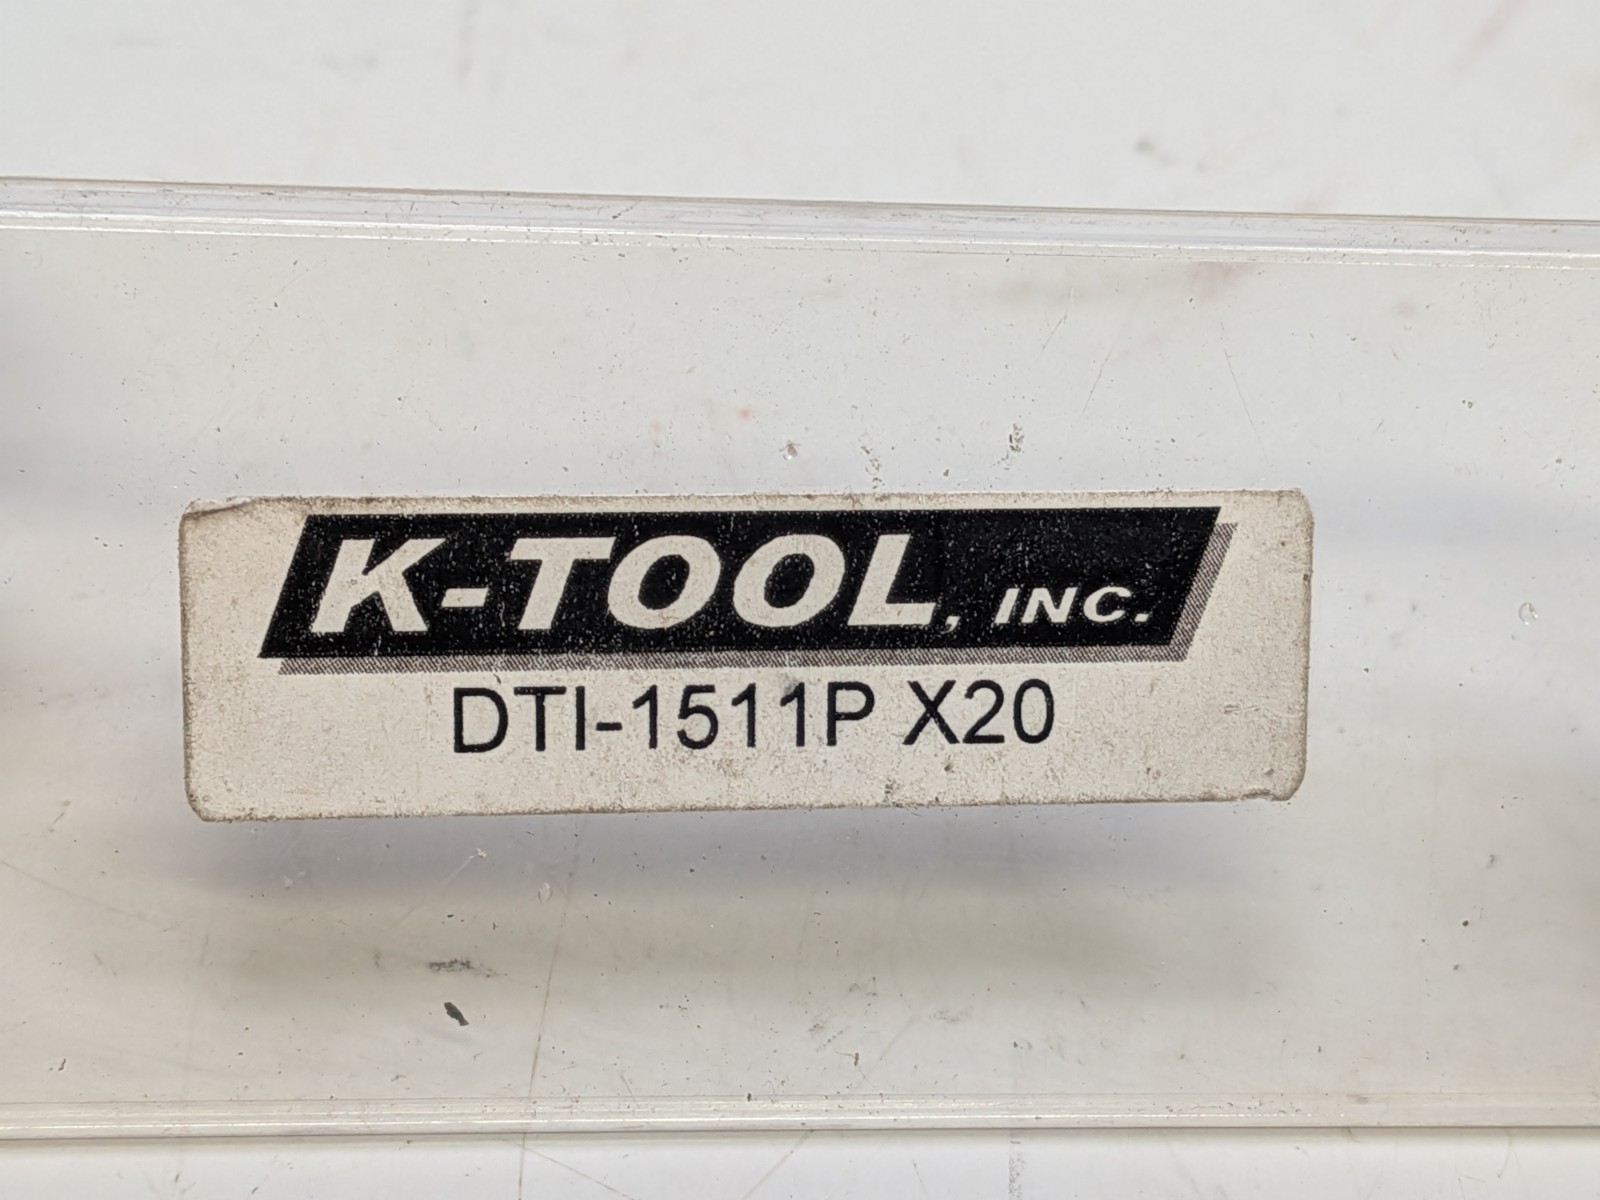 K-TOOL, INC.
DTI-1511P X20